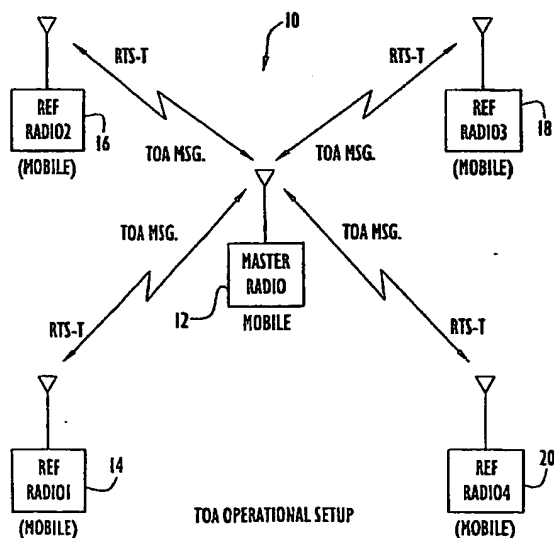 10
RTS-T
RTS-T
REF
RADIO2
16
(MOBILE)
REF
RADIO3
18
(MOBILE)
TOA MSG.
TOA MSG.
TOA MSG.
TOA MSG.
MASTER
RADIO
12
MOBILE
RTS-T
RTS-T
REF
RADIO1
14
(MOBILE)
REF
RADIO4
20
(MOBILE)
TOA OPERATIONAL SETUP